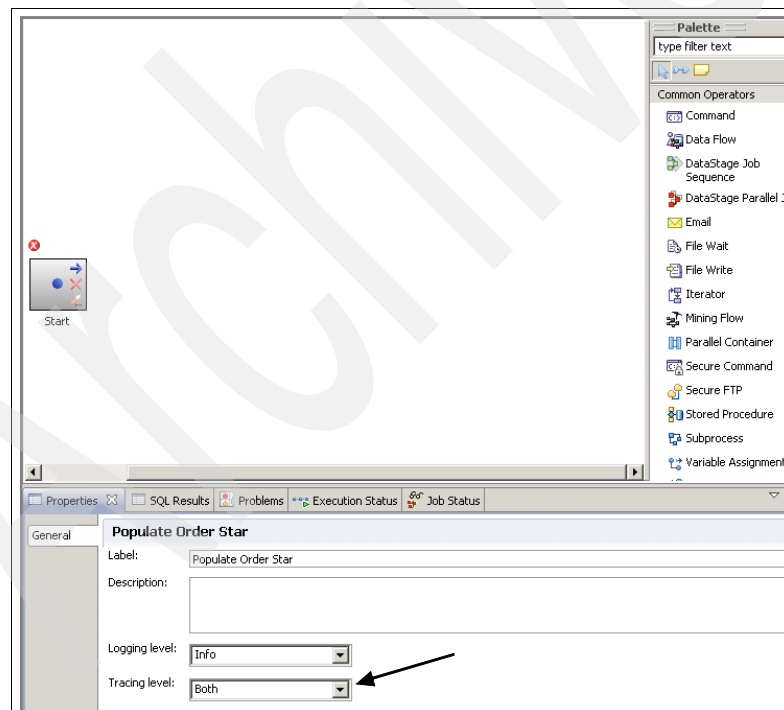 Palette
type filter text
Common Operators
Command
Data Flow
DataStage Job
Sequence
DataStage Parallel J
Email
File Wait
File Write
Iterator
Mining Flow
Parallel Container
Secure Command
Secure FTP
Stored Procedure
Subprocess
Variable Assignment
Start
Properties SQL Results Problems Execution Status Job Status
General
Populate Order Star
Label: Populate Order Star
Description:
Logging level: Info
Tracing level: Both
Archive